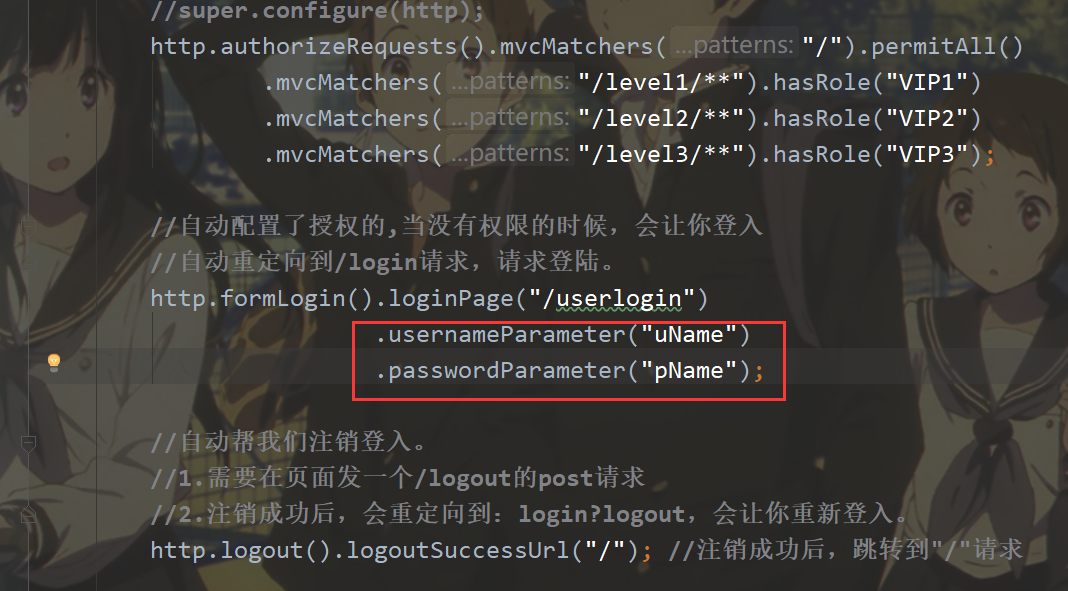 //super.configure(http);
http.authorizeRequests().mvcMatchers( ...patterns: "/").permitAll()
.mvcMatchers( ...patterns: "/level1/**").hasRole("VIP1")
.mvcMatchers( ...patterns: "/level2/**").hasRole("VIP2")
.mvcMatchers( ...patterns: "/level3/**").hasRole("VIP3");
//自动配置了授权的,当没有权限的时候，会让你登入
//自动重定向到/login请求，请求登陆。
http.formLogin().loginPage("/userlogin")
.usernameParameter("uName")
.passwordParameter("pName");
//自动帮我们注销登入。
//1.需要在页面发一个/logout的post请求
//2.注销成功后，会重定向到：login?logout，会让你重新登入。
http.logout().logoutSuccessUrl("/"); //注销成功后，跳转到"/"请求